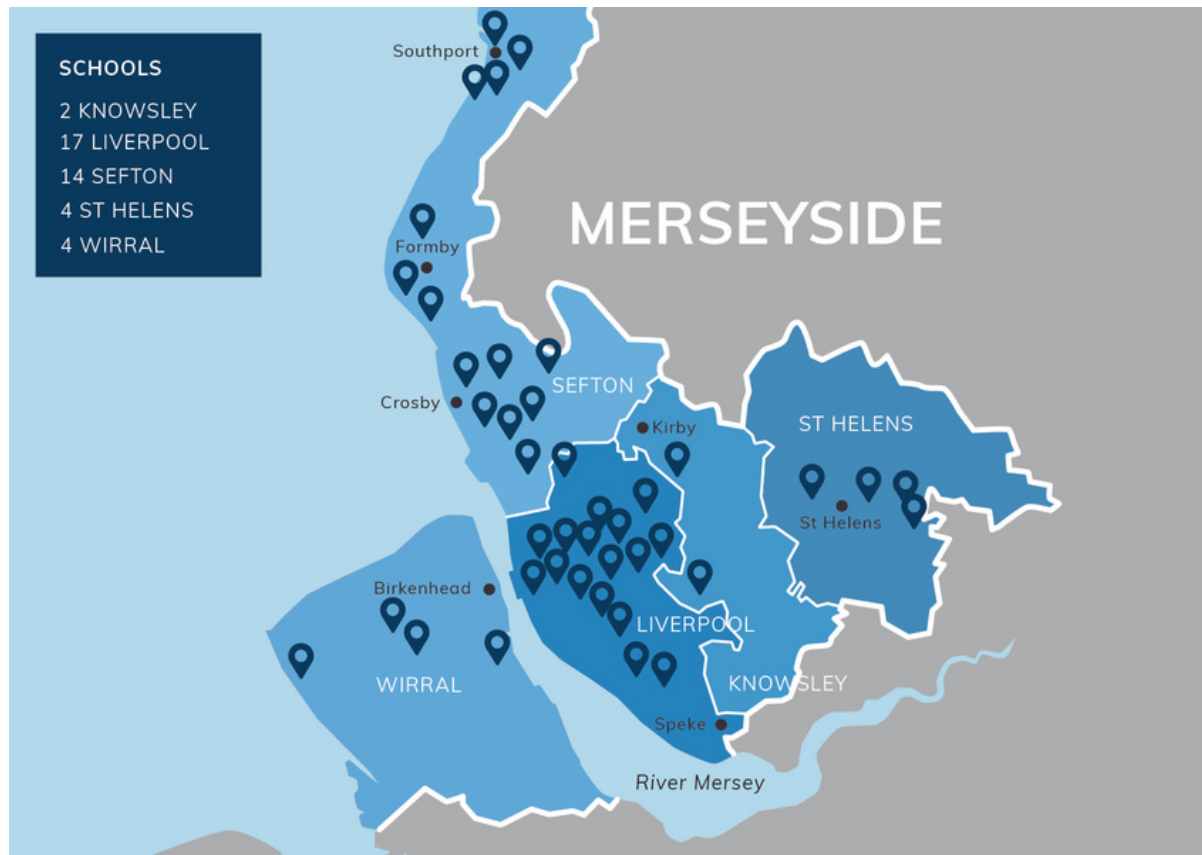 SCHOOLS
2 KNOWSLEY
17 LIVERPOOL
14 SEFTON
4 ST HELENS
4 WIRRAL
Southport
MERSEYSIDE
Formby
SEFTON
Crosby
Kirby
ST HELENS
St Helens
Birkenhead
LIVERPOOL
WIRRAL
KNOWSLEY
Speke
River Mersey